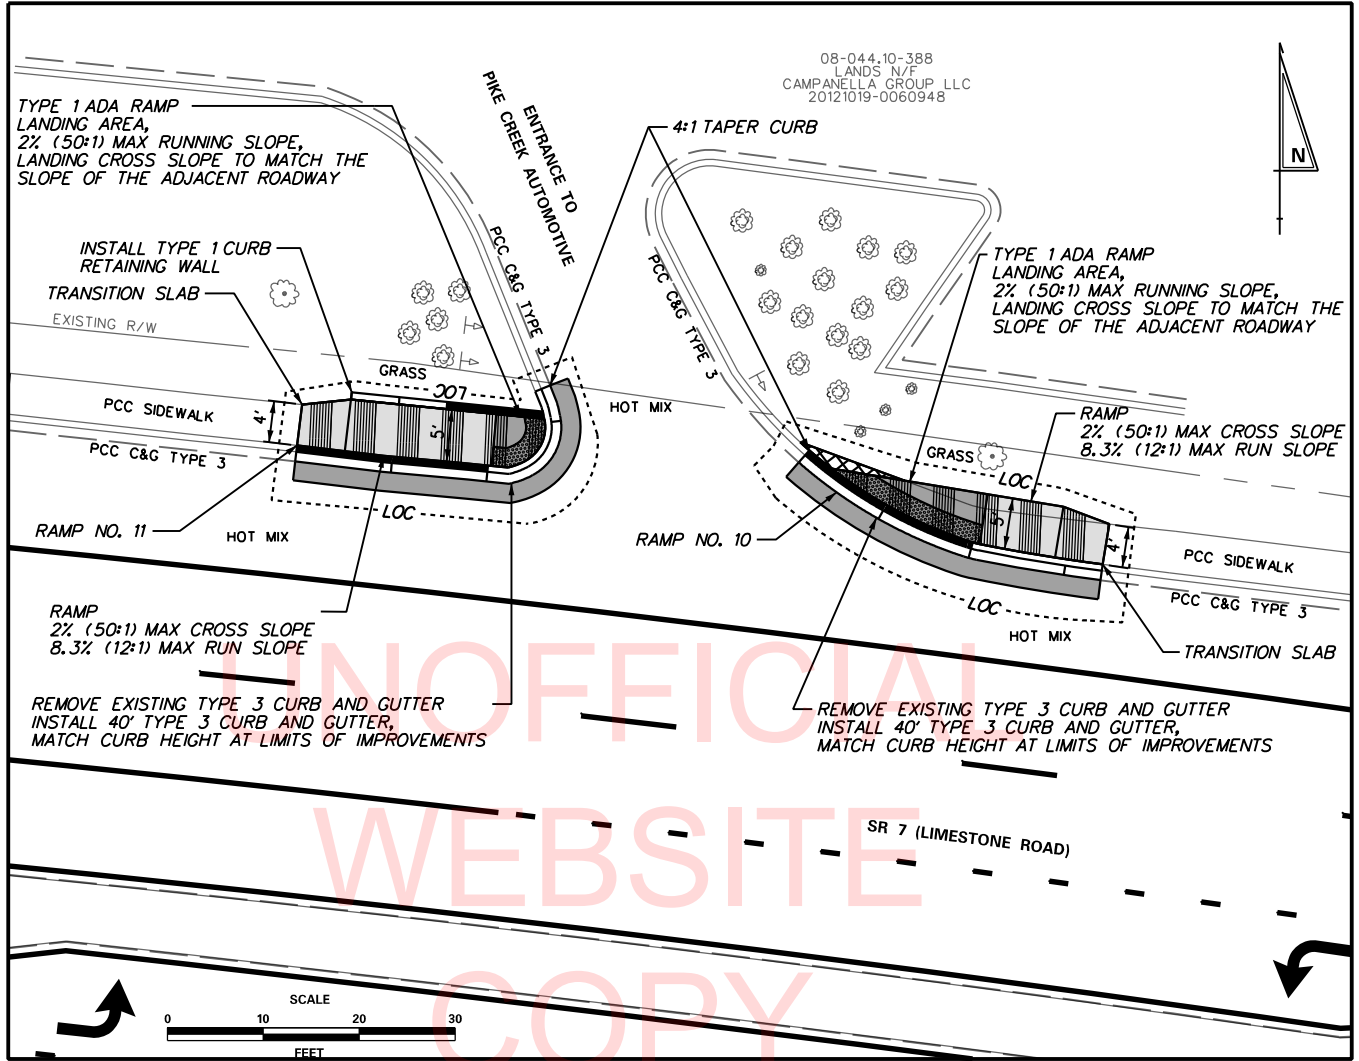 08-044.10-388
LANDS N/F
CAMPANELLA GROUP LLC
20121019-0060948
TYPE 1 ADA RAMP
LANDING AREA,
2% (50:1) MAX RUNNING SLOPE,
LANDING CROSS SLOPE TO MATCH THE
SLOPE OF THE ADJACENT ROADWAY
ENTRANCE TO
PIKE CREEK AUTOMOTIVE
4:1 TAPER CURB
N
INSTALL TYPE 1 CURB
RETAINING WALL
TRANSITION SLAB
EXISTING R/W
PCC C&G TYPE 3
PCC C&G TYPE 3
TYPE 1 ADA RAMP
LANDING AREA,
2% (50:1) MAX RUNNING SLOPE,
LANDING CROSS SLOPE TO MATCH THE
SLOPE OF THE ADJACENT ROADWAY
GRASS
LOC
HOT MIX
PCC SIDEWALK
4'
5'
PCC C&G TYPE 3
RAMP
2% (50:1) MAX CROSS SLOPE
8.3% (12:1) MAX RUN SLOPE
GRASS
LOC
5'
4'
LOC
RAMP NO. 11
HOT MIX
RAMP NO. 10
PCC SIDEWALK
PCC C&G TYPE 3
LOC
HOT MIX
TRANSITION SLAB
RAMP
2% (50:1) MAX CROSS SLOPE
8.3% (12:1) MAX RUN SLOPE
REMOVE EXISTING TYPE 3 CURB AND GUTTER
INSTALL 40' TYPE 3 CURB AND GUTTER,
MATCH CURB HEIGHT AT LIMITS OF IMPROVEMENTS
REMOVE EXISTING TYPE 3 CURB AND GUTTER
INSTALL 40' TYPE 3 CURB AND GUTTER,
MATCH CURB HEIGHT AT LIMITS OF IMPROVEMENTS
UNOFFICIAL
WEBSITE
COPY
SR 7 (LIMESTONE ROAD)
SCALE
0 10 20 30
FEET